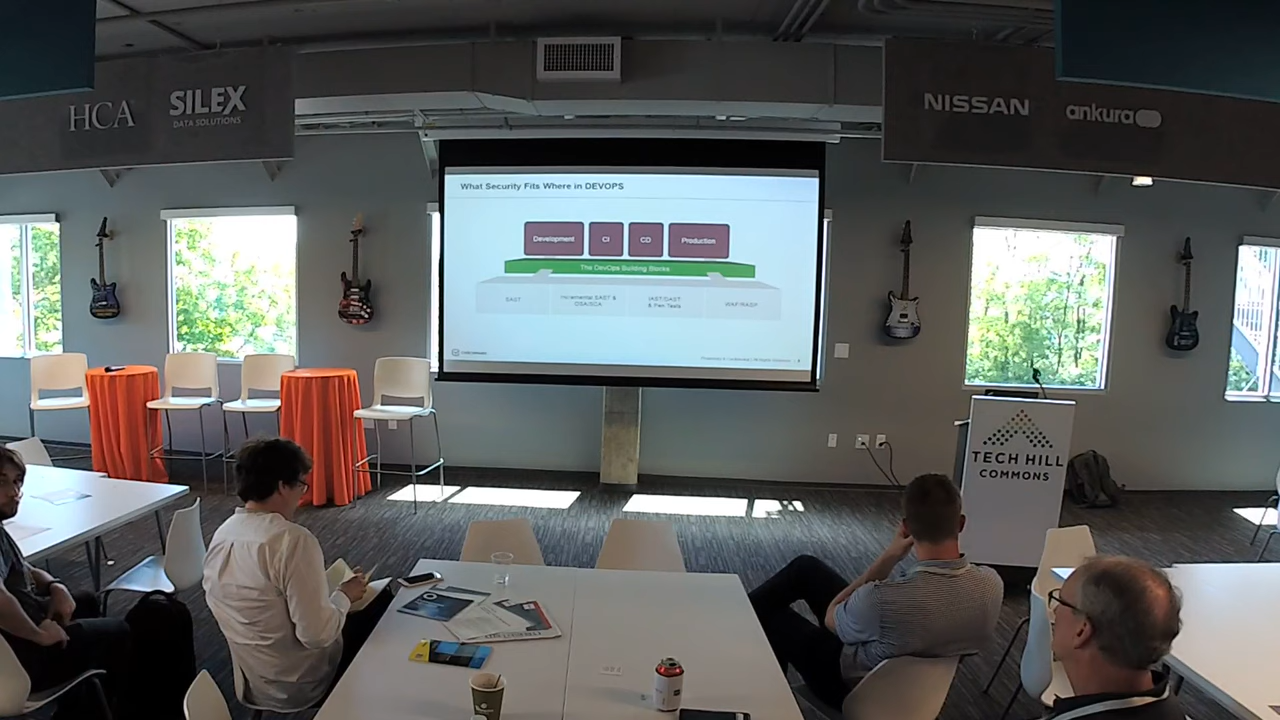 HCA
SILEX
DATA SOLUTIONS
NISSAN
ankura
What Security Fits Where in DEVOPS
Development
CI
CD
Production
The DevOps Building Blocks
SAST
Incremental SAST &
OSA/SCA
IAST/DAST
& Pen Tests
WAF/RASP
TECH HILL
COMMONS